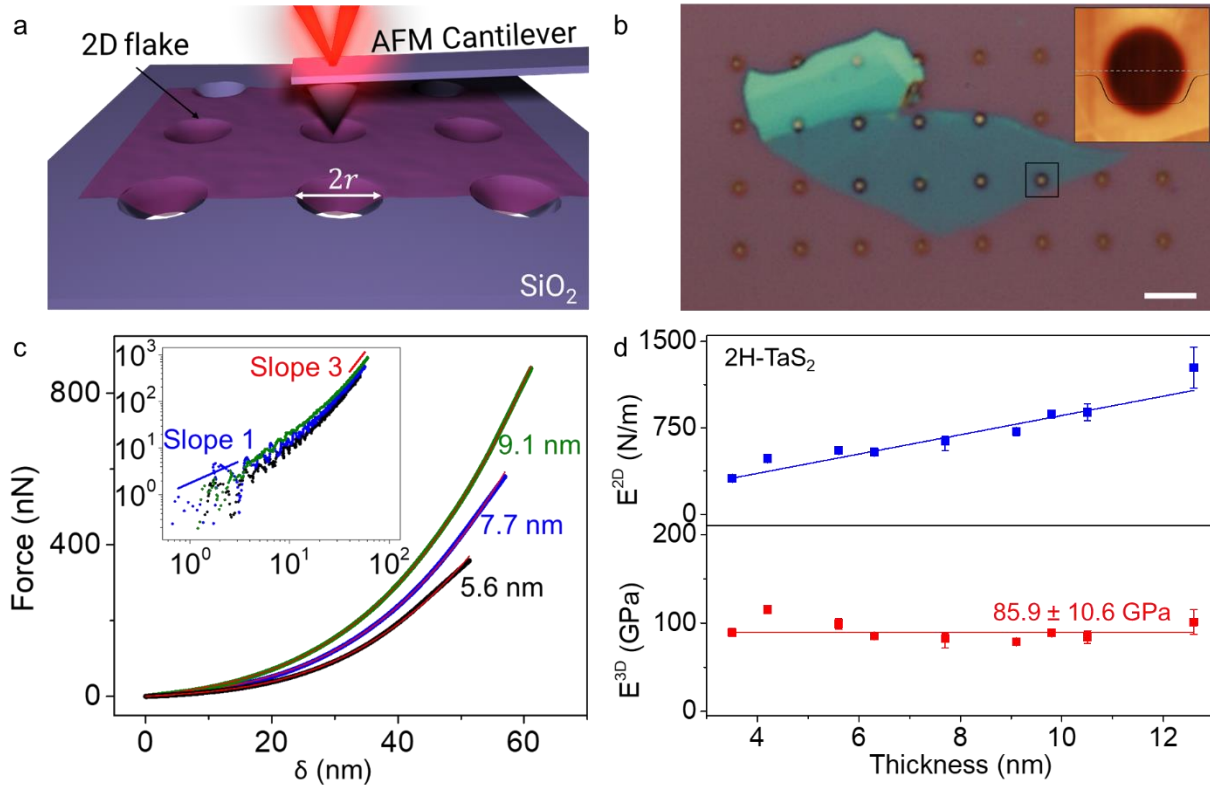 a
2D flake
AFM Cantilever
2r
SiO₂
b
c
Force (nN)
800
400
0
10³
10²
10¹
10⁰
Slope 3
Slope 1
10⁰
10¹
10²
9.1 nm
7.7 nm
5.6 nm
0
20
40
60
δ (nm)
d
2H-TaS₂
E²ᴰ (N/m)
1500
750
0
E³ᴰ (GPa)
200
100
0
85.9 ± 10.6 GPa
4
6
8
10
12
Thickness (nm)